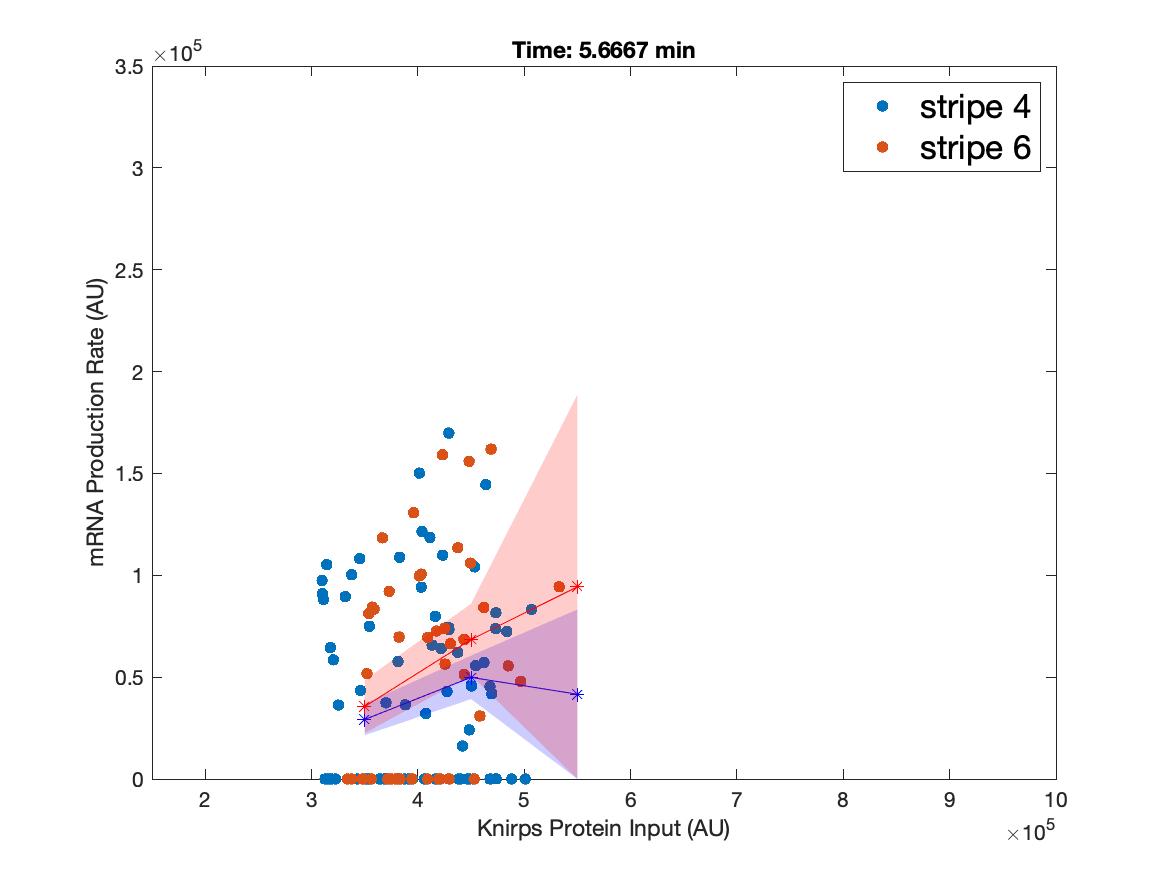 Time: 5.6667 min
×10^5
3.5
3
2.5
2
1.5
1
0.5
0
mRNA Production Rate (AU)
stripe 4
stripe 6
2 3 4 5 6 7 8 9 10
Knirps Protein Input (AU)
×10^5